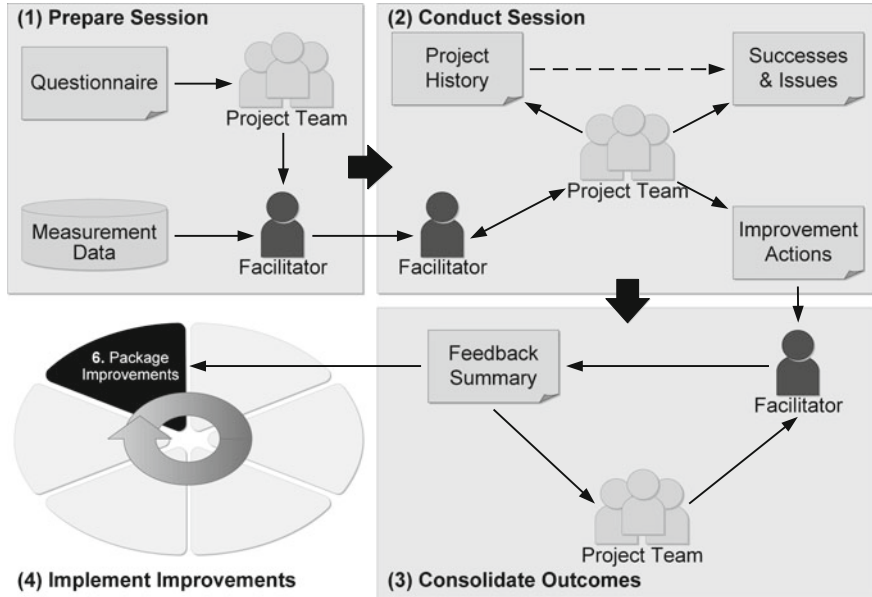 (1) Prepare Session
Questionnaire
Project Team
Measurement
Data
Facilitator
(2) Conduct Session
Project
History
Successes
& Issues
Project Team
Facilitator
Improvement
Actions
Feedback
Summary
Facilitator
Project Team
(3) Consolidate Outcomes
6. Package
Improvements
(4) Implement Improvements